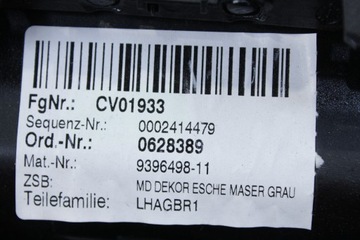 FgNr.: CV01933
Sequenz-Nr.: 0002414479
Ord.-Nr.: 0628389
Mat.-Nr.: 9396498-11
ZSB: MD DEKOR ESCHE MASER GRAU
Teilefamilie: LHAGBR1